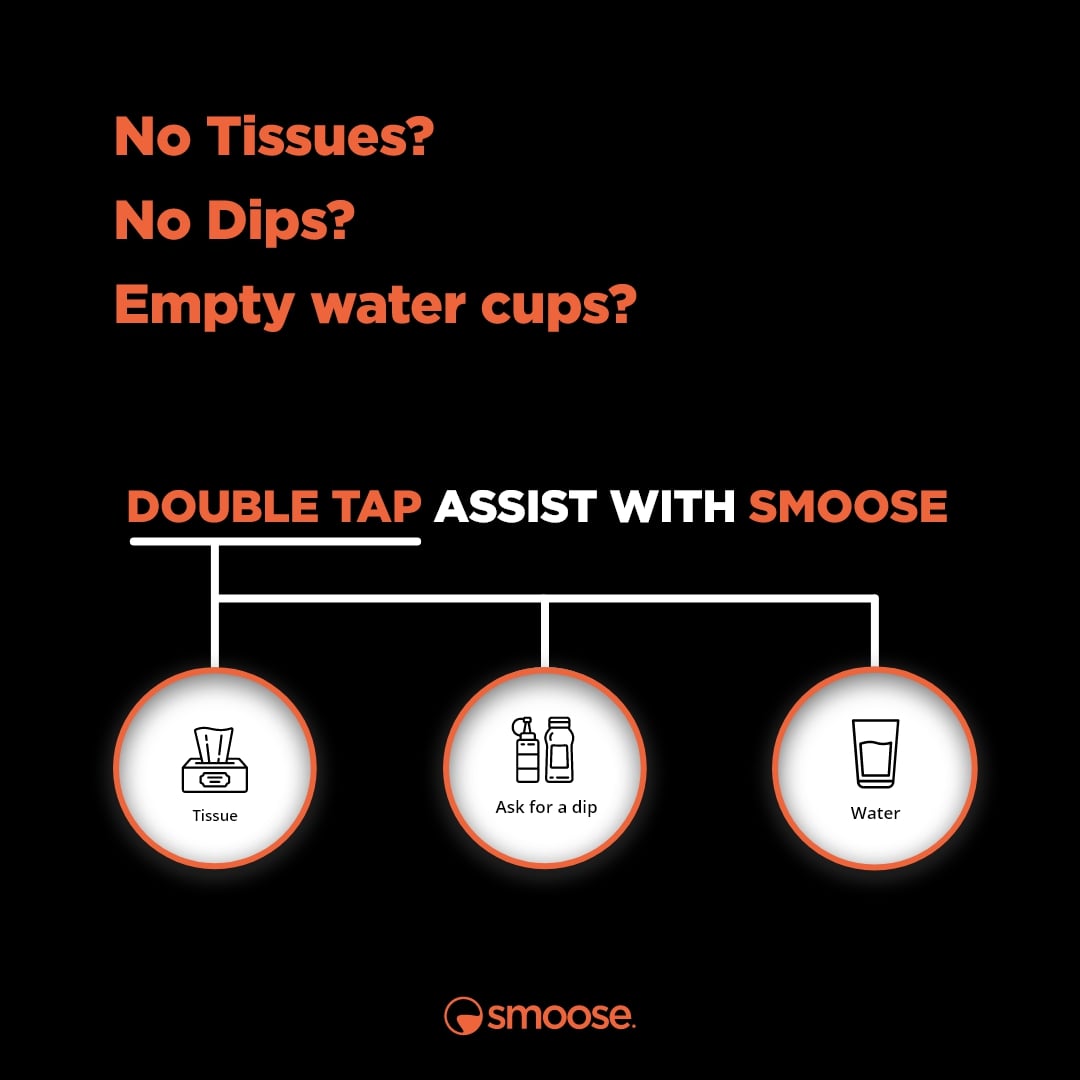 No Tissues?
No Dips?
Empty water cups?
DOUBLE TAP ASSIST WITH SMOOSE
Tissue
Ask for a dip
Water
smoose.